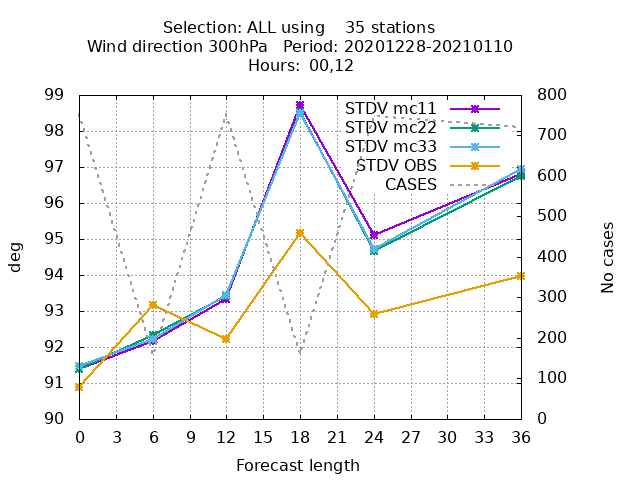 Selection: ALL using    35 stations
Wind direction 300hPa   Period: 20201228-20210110
Hours: 00,12
99
98
97
96
95
94
93
92
91
90
deg
STDV mc11
STDV mc22
STDV mc33
STDV OBS
CASES
800
700
600
500
400
300
200
100
0
No cases
0 3 6 9 12 15 18 21 24 27 30 33 36
Forecast length